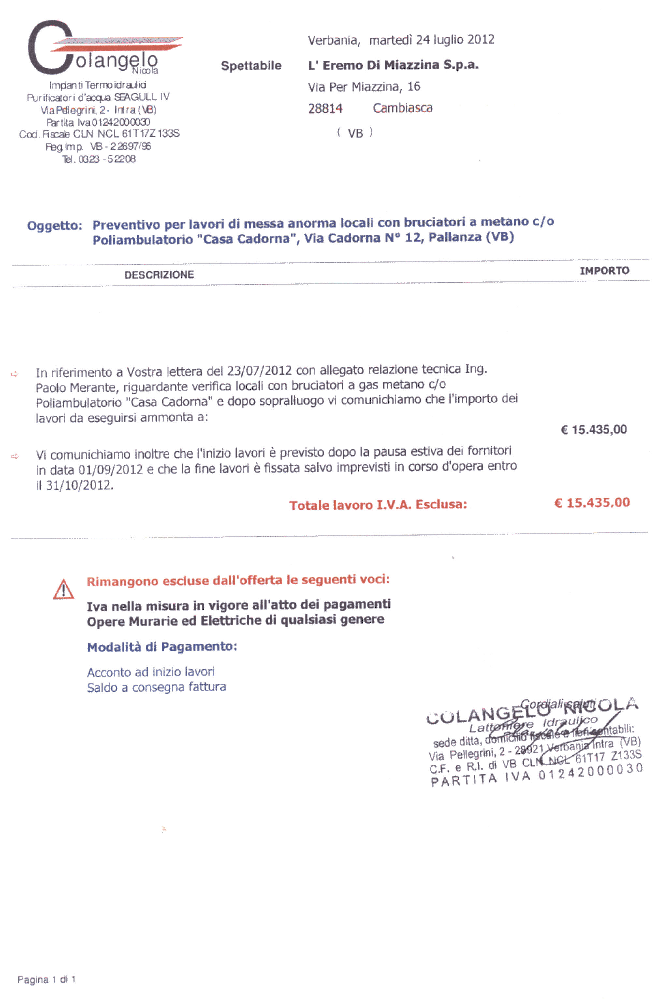 Colangelo
Nicola
Impianti Termoidraulici
Purificatori d'acqua SEAGULL IV
Via Pellegrini, 2 - Intra (VB)
Partita Iva 01242000030
Cod. Fiscale CLN NCL 61T17Z133S
Reg Imp. VB - 22697/96
Tel. 0323 - 52208
Verbania, martedì 24 luglio 2012
Spettabile L' Eremo Di Miazzina S.p.a.
Via Per Miazzina, 16
28814 Cambiasca
( VB )
Oggetto: Preventivo per lavori di messa anorma locali con bruciatori a metano c/o
Poliambulatorio "Casa Cadorna", Via Cadorna N° 12, Pallanza (VB)
DESCRIZIONE IMPORTO
In riferimento a Vostra lettera del 23/07/2012 con allegato relazione tecnica Ing.
Paolo Merante, riguardante verifica locali con bruciatori a gas metano c/o
Poliambulatorio "Casa Cadorna" e dopo sopralluogo vi comunichiamo che l'importo dei
lavori da eseguirsi ammonta a:
€ 15.435,00
Vi comunichiamo inoltre che l'inizio lavori è previsto dopo la pausa estiva dei fornitori
in data 01/09/2012 e che la fine lavori è fissata salvo imprevisti in corso d'opera entro
il 31/10/2012.
Totale lavoro I.V.A. Esclusa: € 15.435,00
Rimangono escluse dall'offerta le seguenti voci:
Iva nella misura in vigore all'atto dei pagamenti
Opere Murarie ed Elettriche di qualsiasi genere
Modalità di Pagamento:
Acconto ad inizio lavori
Saldo a consegna fattura
Cordiali saluti
COLANGELO NICOLA
Lattoniere Idraulico
sede ditta, domicilio fiscale e libri contabili:
Via Pellegrini, 2 - 28921 Verbania Intra (VB)
C.F. e R.I. di VB CLN NCL 61T17 Z133S
PARTITA IVA 01242000030
Pagina 1 di 1